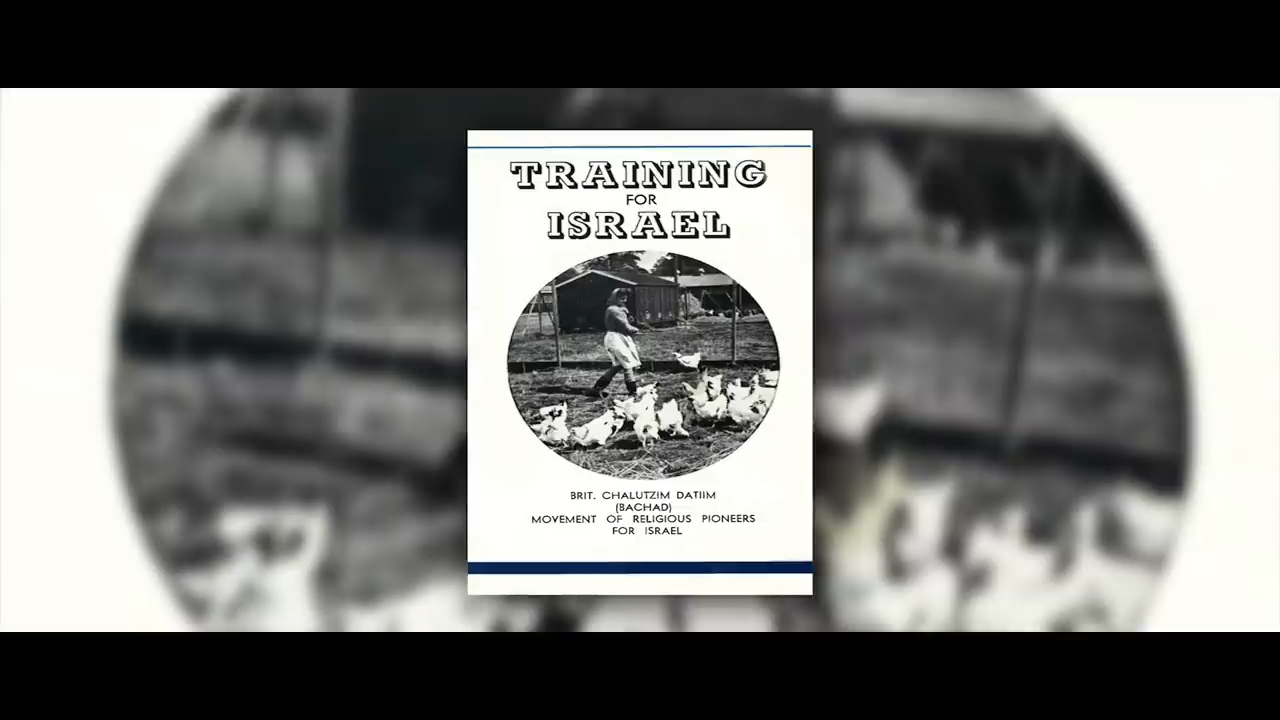 TRAINING
FOR
ISRAEL
BRIT. CHALUTZIM DATIIM
(BACHAD)
MOVEMENT OF RELIGIOUS PIONEERS
FOR ISRAEL